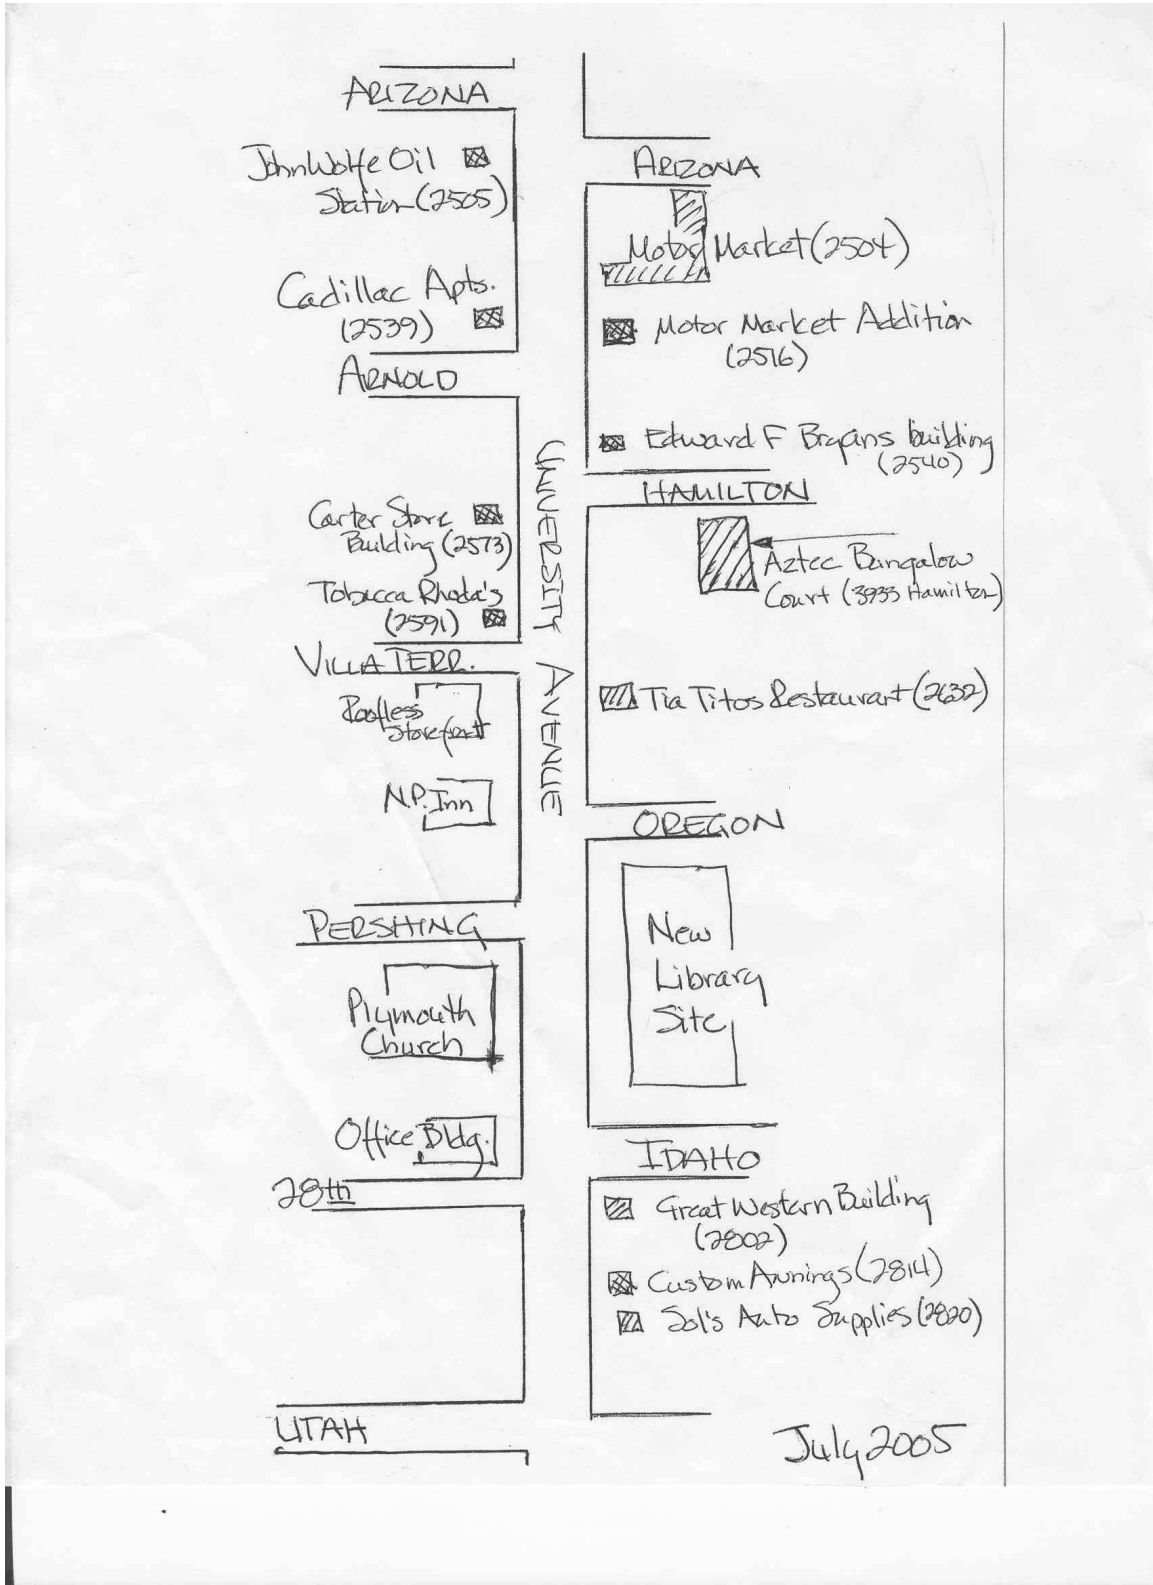 ARIZONA
John Wolfe Oil
Station (2505)
Cadillac Apts.
(2539)
ARNOLD
Carter Store
Building (2573)
Tobacca Rhoda's
(2591)
VILLA TERR.
Roofless
Storefront
N.P. Inn
PERSHING
Plymouth
Church
Office Bldg.
28th
UTAH
UNIVERSITY AVENUE
ARIZONA
Motor Market (2504)
Motor Market Addition
(2516)
Edward F Bryans building
(2540)
HAMILTON
Aztec Bungalow
Court (3933 Hamilton)
Tia Titos Restaurant (2632)
OREGON
New
Library
Site
IDAHO
Great Western Building
(2802)
Custom Awnings (2814)
Sol's Auto Supplies (2820)
July 2005